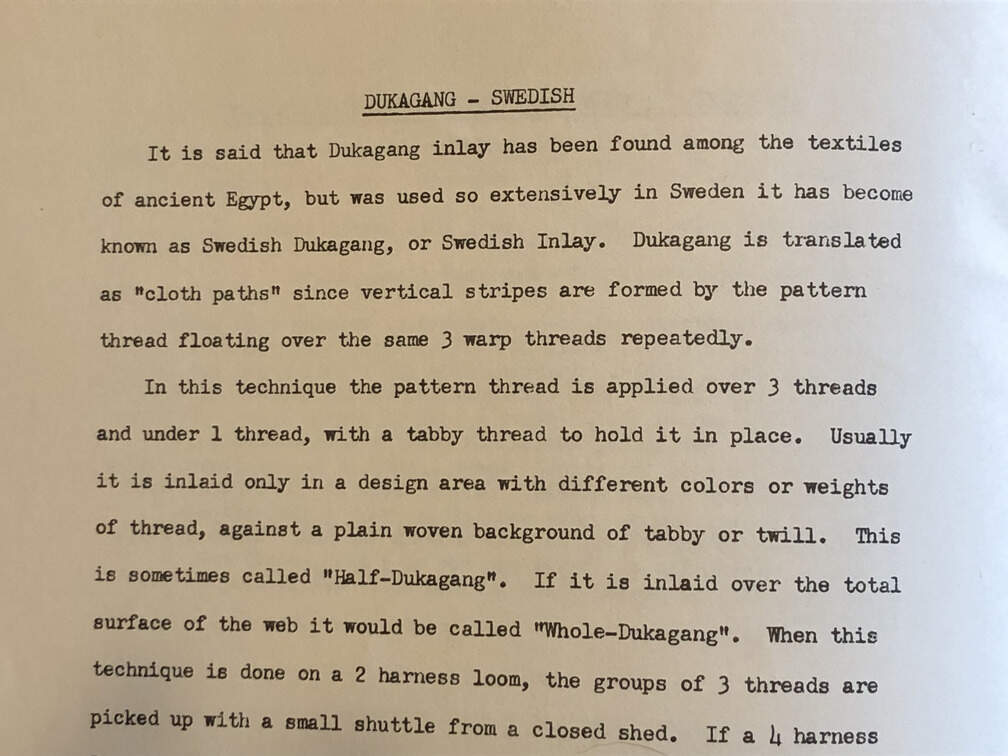 DUKAGANG - SWEDISH
It is said that Dukagang inlay has been found among the textiles
of ancient Egypt, but was used so extensively in Sweden it has become
known as Swedish Dukagang, or Swedish Inlay. Dukagang is translated
as "cloth paths" since vertical stripes are formed by the pattern
thread floating over the same 3 warp threads repeatedly.
In this technique the pattern thread is applied over 3 threads
and under 1 thread, with a tabby thread to hold it in place. Usually
it is inlaid only in a design area with different colors or weights
of thread, against a plain woven background of tabby or twill. This
is sometimes called "Half-Dukagang". If it is inlaid over the total
surface of the web it would be called "Whole-Dukagang". When this
technique is done on a 2 harness loom, the groups of 3 threads are
picked up with a small shuttle from a closed shed. If a 4 harness